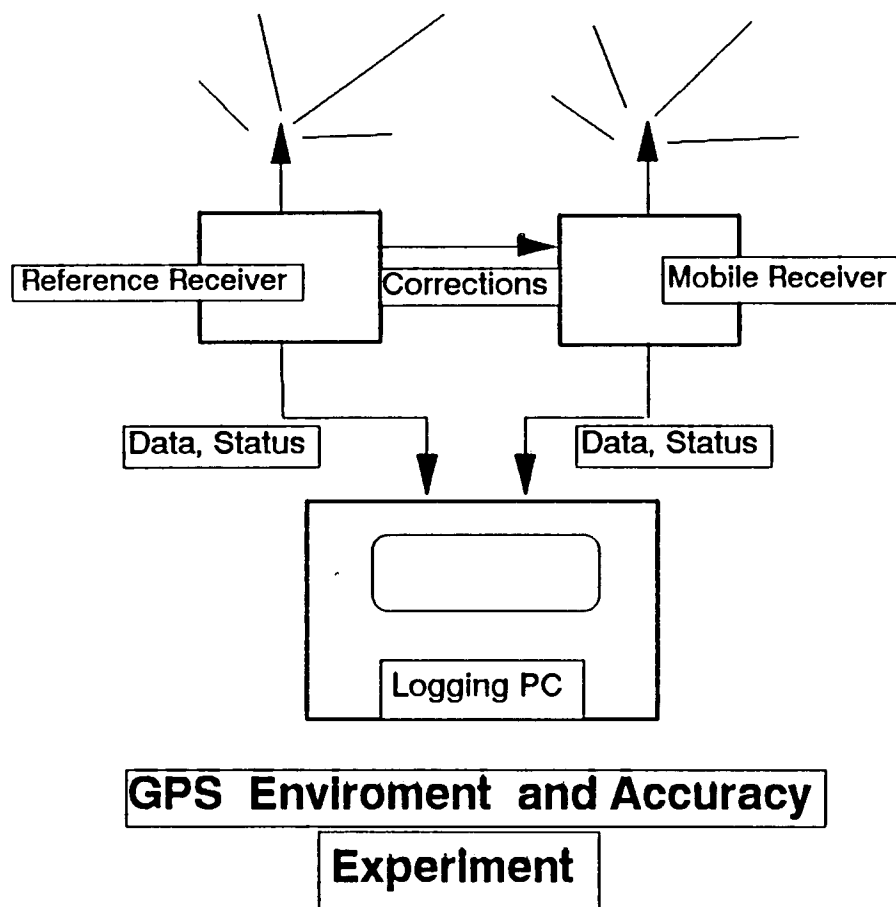 Reference Receiver
Corrections
Mobile Receiver
Data, Status
Data, Status
Logging PC
GPS Enviroment and Accuracy
Experiment